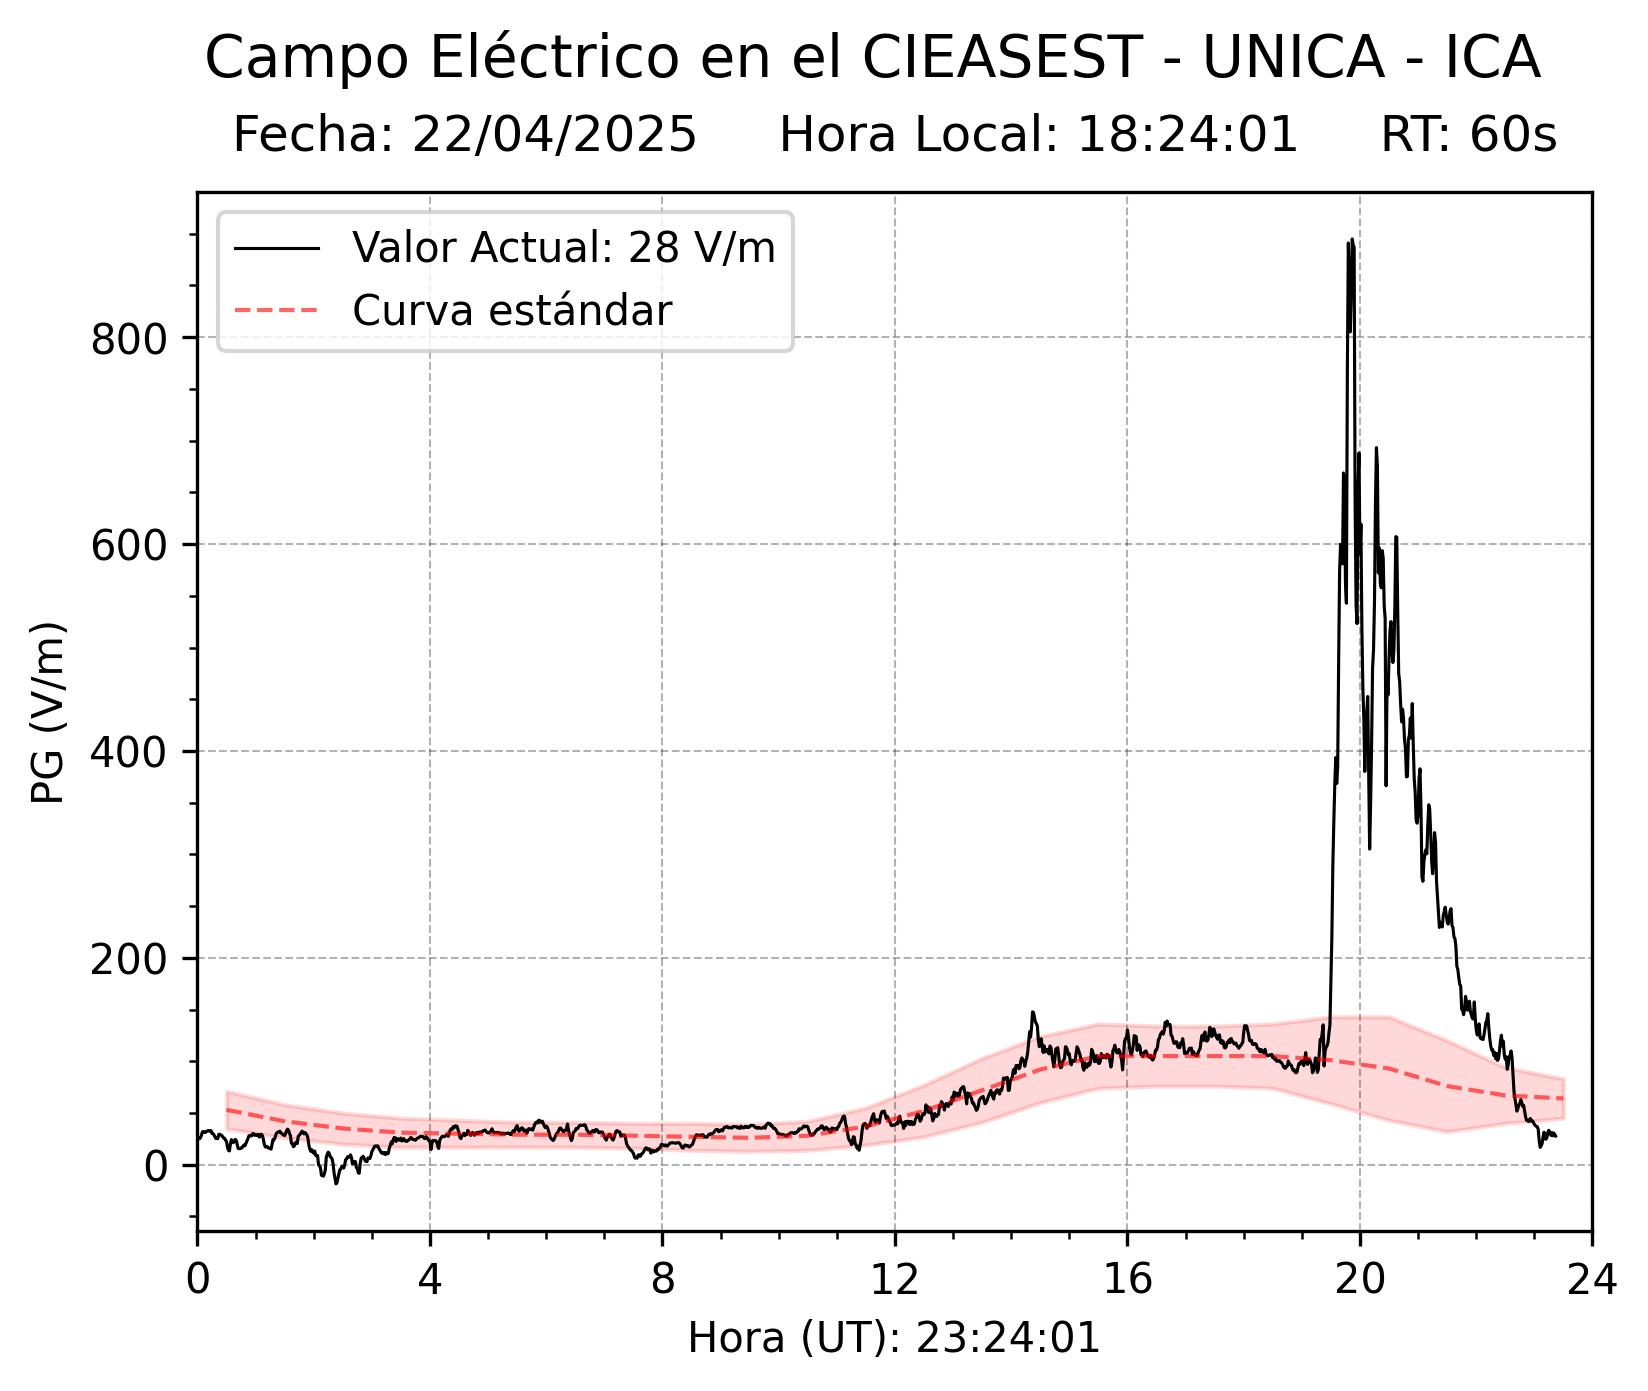 Campo Eléctrico en el CIEASEST - UNICA - ICA
Fecha: 22/04/2025 Hora Local: 18:24:01 RT: 60s
Valor Actual: 28 V/m
Curva estándar
PG (V/m)
800
600
400
200
0
0 4 8 12 16 20 24
Hora (UT): 23:24:01